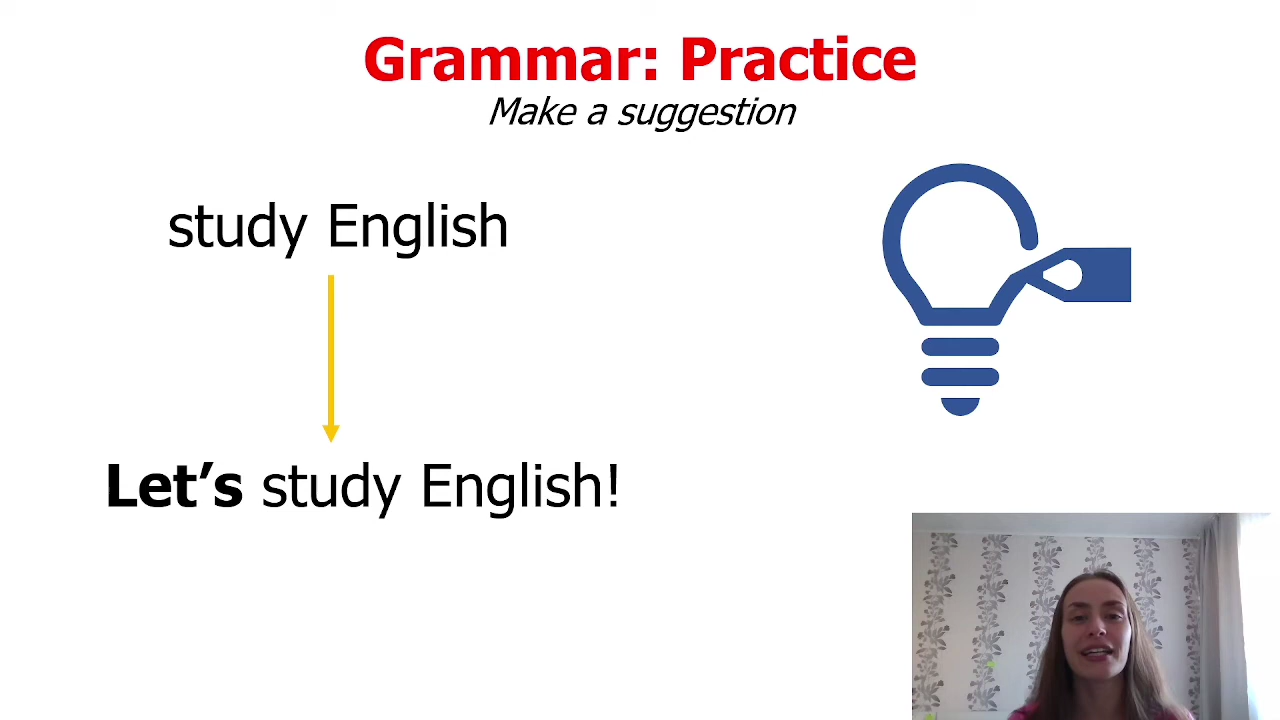 Grammar: Practice
Make a suggestion
study English
Let’s study English!